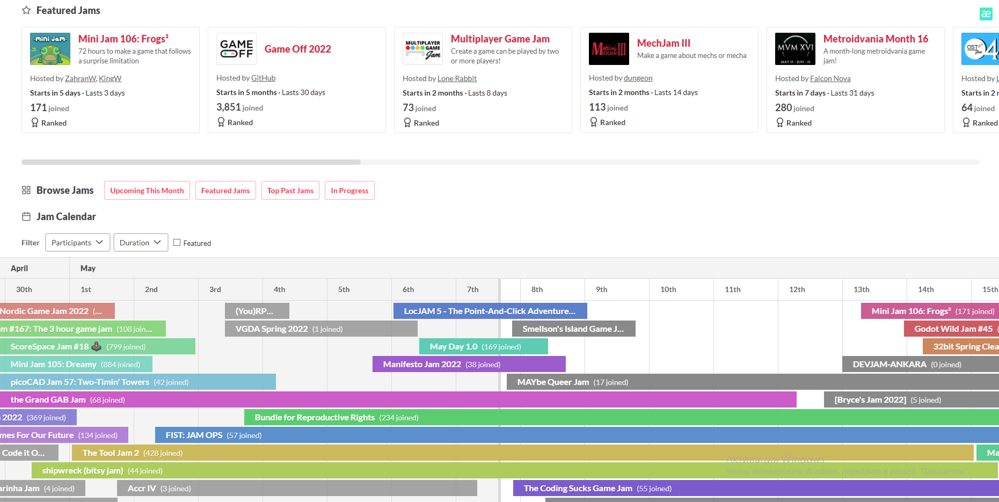 Featured Jams
æ
-mini jam-
Mini Jam 106: Frogs²
72 hours to make a game that follows
a surprise limitation
Hosted by ZahranW, KingW
Starts in 5 days · Lasts 3 days
171 joined
Ranked
GAME
OFF
Game Off 2022
Hosted by GitHub
Starts in 5 months · Lasts 30 days
3,851 joined
Ranked
MULTIPLAYER
GAME
Jam
Multiplayer Game Jam
Create a game can be played by two
or more players!
Hosted by Lone Rabbit
Starts in 2 months · Lasts 8 days
73 joined
Ranked
MECHJAM III
MechJam III
Make a game about mechs or mecha
Hosted by dungeon
Starts in 2 months · Lasts 14 days
113 joined
Ranked
MVM XVI
MAY 15 - JUN - 15
Metroidvania Month 16
A month-long metroidvania game
jam!
Hosted by Falcon Nova
Starts in 7 days · Lasts 31 days
280 joined
Ranked
OST
Jam
4
Hosted by L
Starts in 2 r
64 joined
Ranked
Browse Jams
Upcoming This Month
Featured Jams
Top Past Jams
In Progress
Jam Calendar
Filter
Participants
Duration
Featured
April
May
30th 1st 2nd 3rd 4th 5th 6th 7th 8th 9th 10th 11th 12th 13th 14th 15th
Nordic Game Jam 2022 (...
(You)RP...
LocJAM 5 - The Point-And-Click Adventure...
Mini Jam 106: Frogs² (171 joined)
m #167: The 3 hour game jam (108 join...
VGDA Spring 2022 (1 joined)
Smellson's Island Game J...
Godot Wild Jam #45 (
ScoreSpace Jam #18 🕹️ (799 joined)
May Day 1.0 (169 joined)
32bit Spring Clea
Mini Jam 105: Dreamy (884 joined)
Manifesto Jam 2022 (38 joined)
DEVJAM-ANKARA (0 joined)
picoCAD Jam 57: Two-Timin' Towers (42 joined)
MAYbe Queer Jam (17 joined)
the Grand GAB Jam (68 joined)
[Bryce's Jam 2022] (5 joined)
2022 (369 joined)
Bundle for Reproductive Rights (234 joined)
mes For Our Future (134 joined)
FIST: JAM OPS (57 joined)
Code it O...
The Tool Jam 2 (428 joined)
Ma
Активация Windows
Чтобы активировать Windows, перейдите в раздел "Параметры".
shipwreck (bitsy jam) (44 joined)
arinha Jam (4 joined)
Accr IV (3 joined)
The Coding Sucks Game Jam (55 joined)